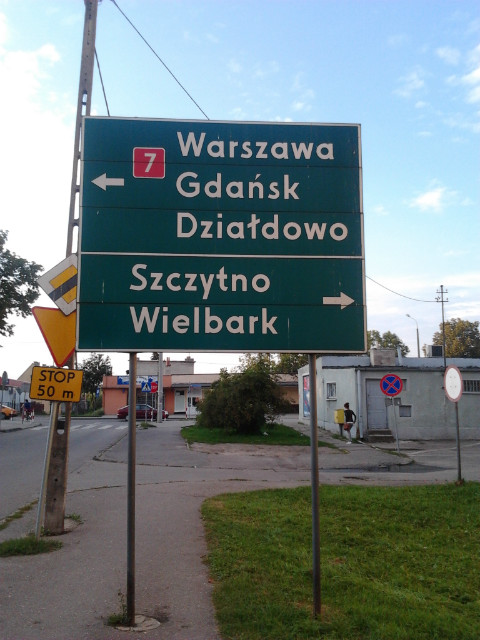 7
Warszawa
Gdańsk
Działdowo
Szczytno
Wielbark
STOP
50 m